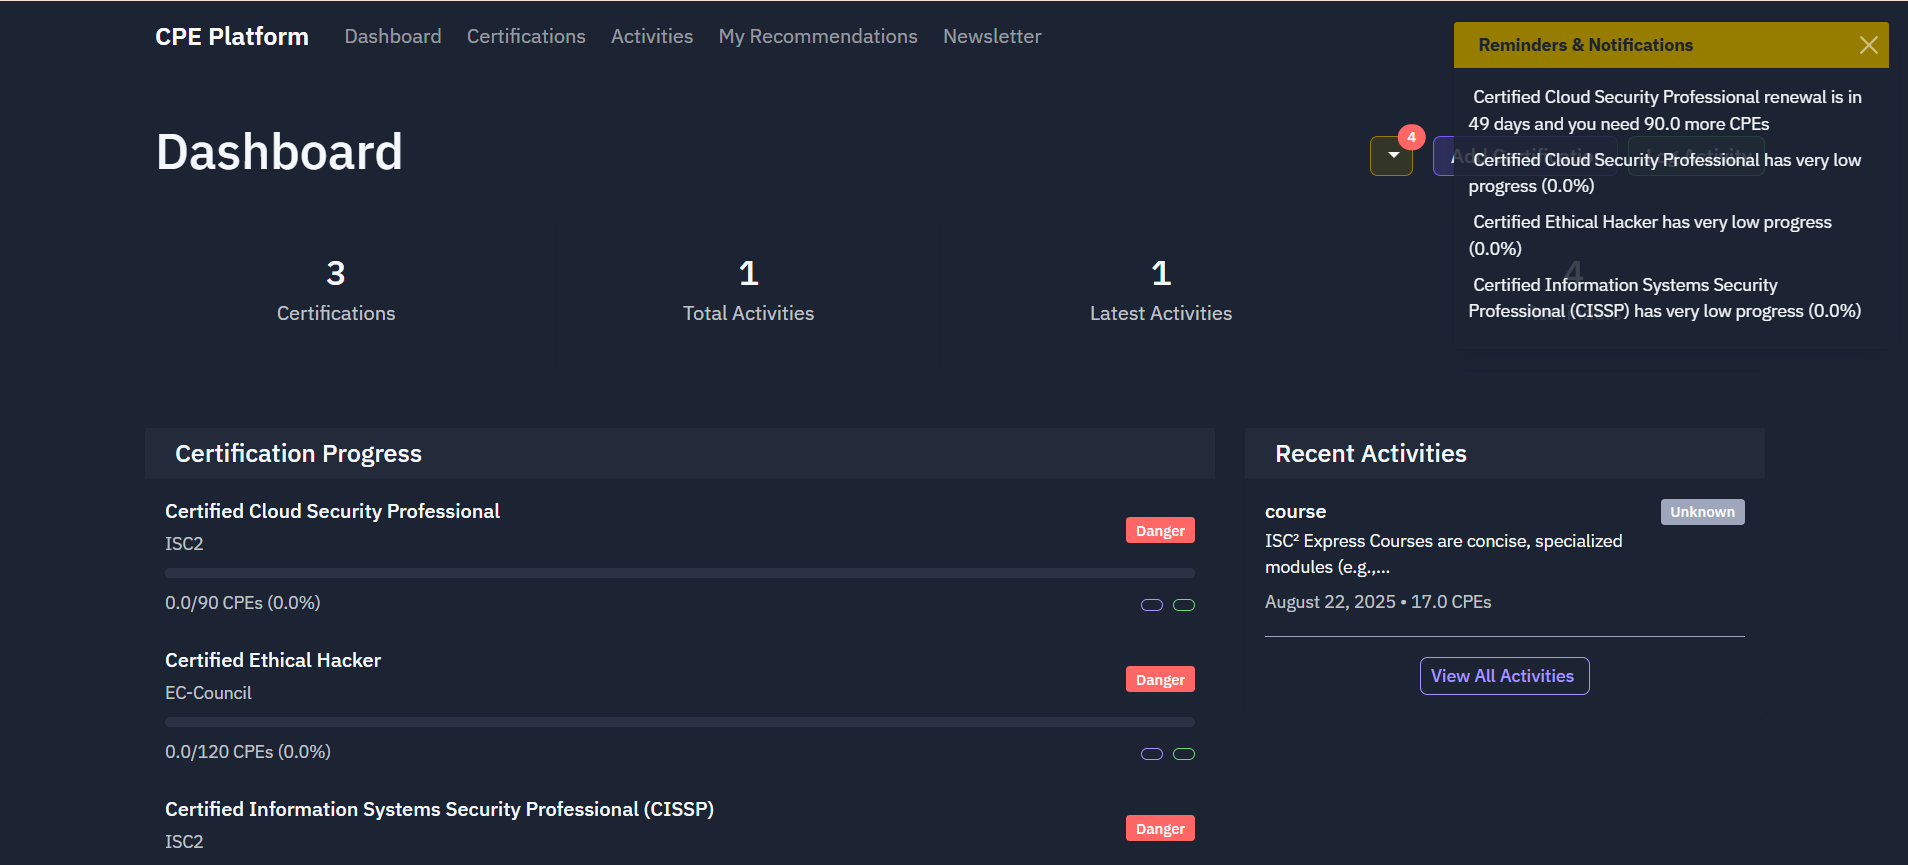 CPE Platform Dashboard Certifications Activities My Recommendations Newsletter
Reminders & Notifications
Certified Cloud Security Professional renewal is in
49 days and you need 90.0 more CPEs
Certified Cloud Security Professional has very low
progress (0.0%)
Certified Ethical Hacker has very low progress
(0.0%)
Certified Information Systems Security
Professional (CISSP) has very low progress (0.0%)
Dashboard
4
3
Certifications
1
Total Activities
1
Latest Activities
4
Certification Progress
Certified Cloud Security Professional
ISC2
Danger
0.0/90 CPEs (0.0%)
Certified Ethical Hacker
EC-Council
Danger
0.0/120 CPEs (0.0%)
Certified Information Systems Security Professional (CISSP)
ISC2
Danger
Recent Activities
course
Unknown
ISC² Express Courses are concise, specialized
modules (e.g.,...
August 22, 2025 • 17.0 CPEs
View All Activities